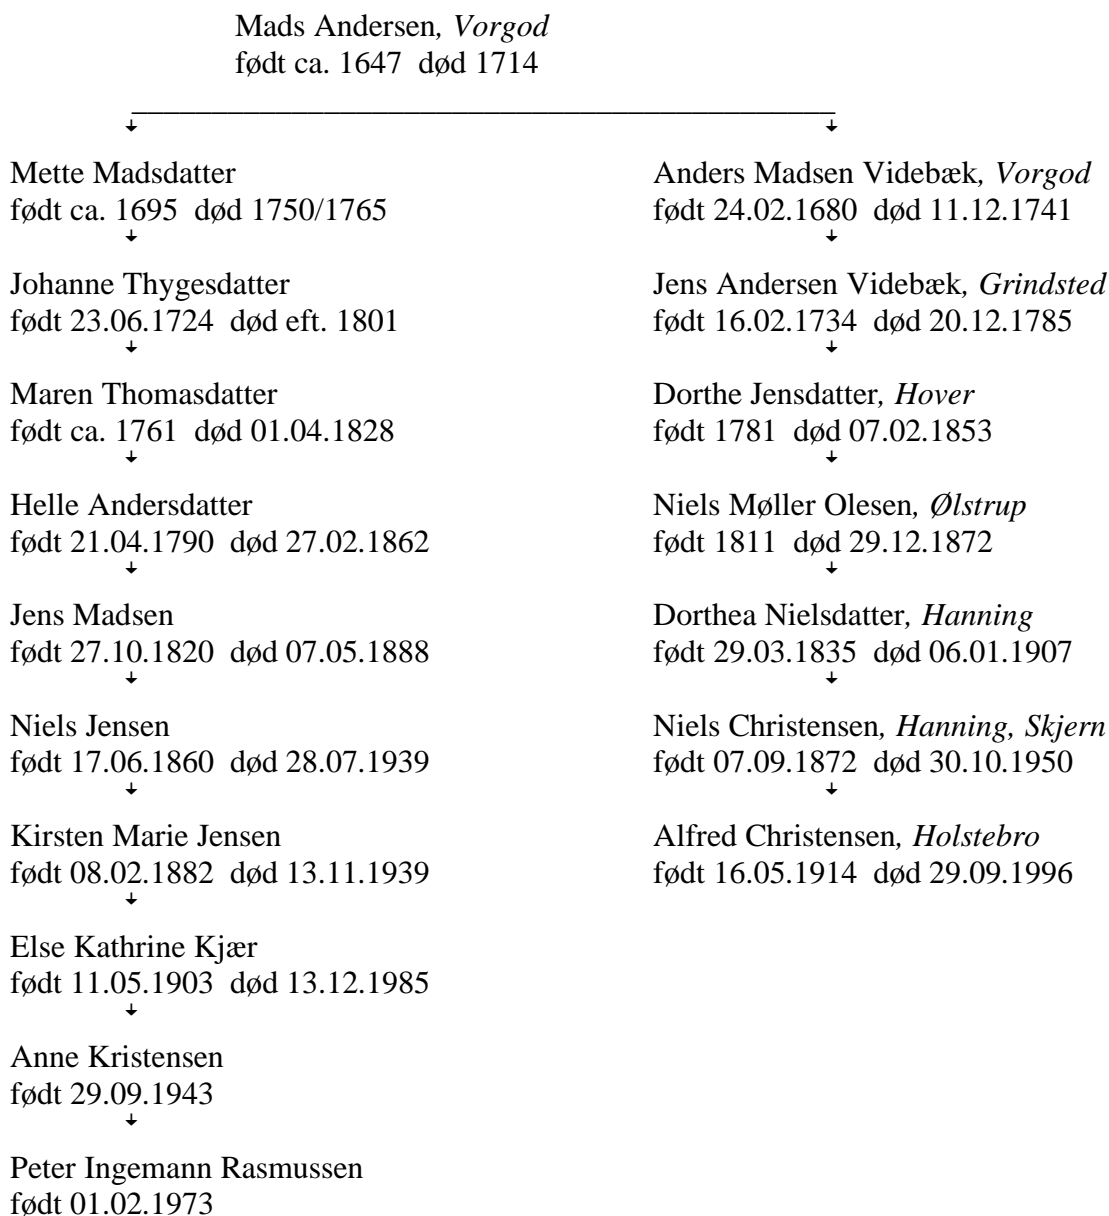 Mads Andersen, Vorgod
født ca. 1647 død 1714
Mette Madsdatter
født ca. 1695 død 1750/1765
Johanne Thygesdatter
født 23.06.1724 død eft. 1801
Maren Thomasdatter
født ca. 1761 død 01.04.1828
Helle Andersdatter
født 21.04.1790 død 27.02.1862
Jens Madsen
født 27.10.1820 død 07.05.1888
Niels Jensen
født 17.06.1860 død 28.07.1939
Kirsten Marie Jensen
født 08.02.1882 død 13.11.1939
Else Kathrine Kjær
født 11.05.1903 død 13.12.1985
Anne Kristensen
født 29.09.1943
Peter Ingemann Rasmussen
født 01.02.1973
Anders Madsen Videbæk, Vorgod
født 24.02.1680 død 11.12.1741
Jens Andersen Videbæk, Grindsted
født 16.02.1734 død 20.12.1785
Dorthe Jensdatter, Hover
født 1781 død 07.02.1853
Niels Møller Olesen, Ølstrup
født 1811 død 29.12.1872
Dorthea Nielsdatter, Hanning
født 29.03.1835 død 06.01.1907
Niels Christensen, Hanning, Skjern
født 07.09.1872 død 30.10.1950
Alfred Christensen, Holstebro
født 16.05.1914 død 29.09.1996